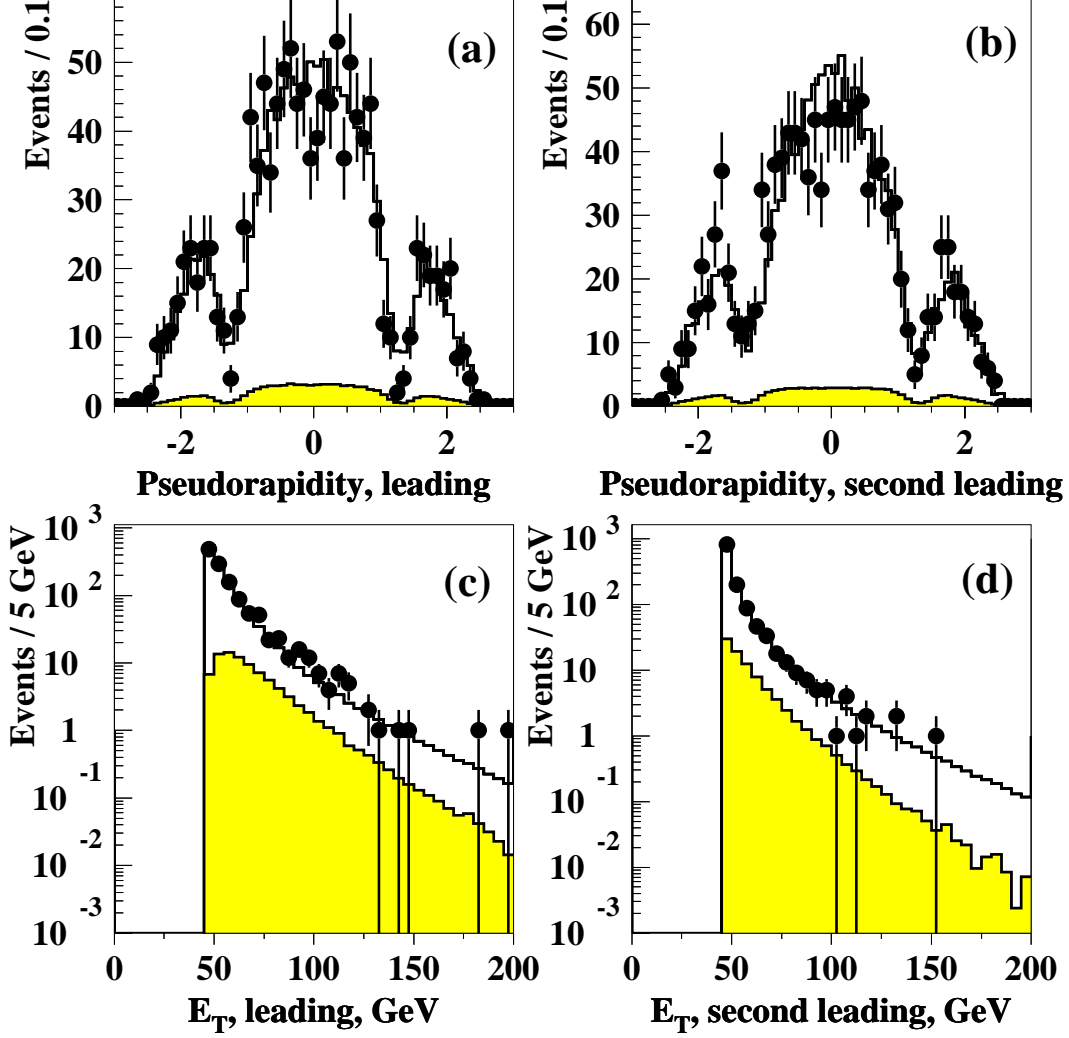 Events / 0.1
(a)
50
40
30
20
10
0
-2 0 2
Pseudorapidity, leading
Events / 0.1
(b)
60
50
40
30
20
10
0
-2 0 2
Pseudorapidity, second leading
Events / 5 GeV
(c)
10 3
10 2
10
1
10 -1
10 -2
10 -3
0 50 100 150 200
E_T, leading, GeV
Events / 5 GeV
(d)
10 3
10 2
10
1
10 -1
10 -2
10 -3
0 50 100 150 200
E_T, second leading, GeV